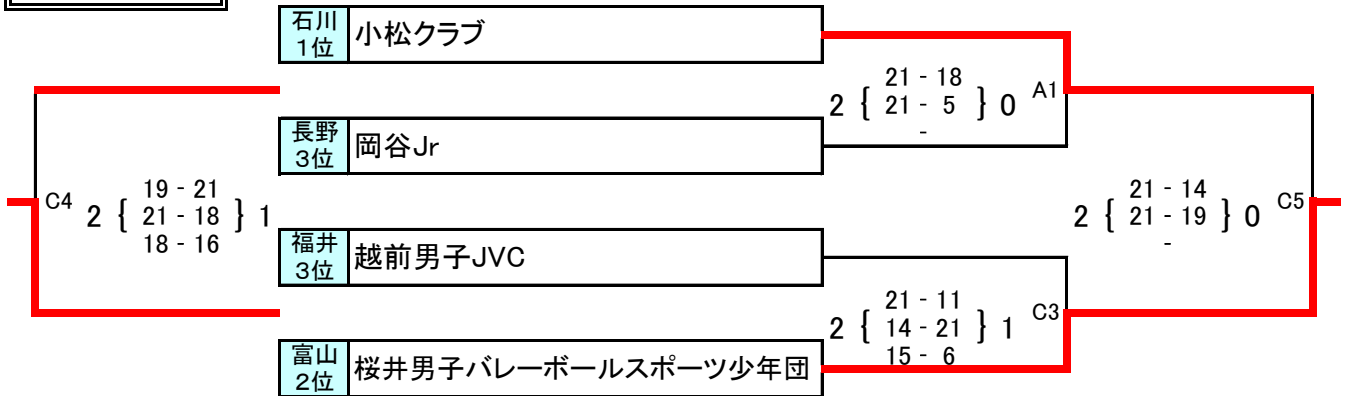 石川
1位
小松クラブ
21 - 18
2 { 21 - 5 } 0
-
A1
長野
3位
岡谷Jr
19 - 21
C4 2 { 21 - 18 } 1
18 - 16
21 - 14
2 { 21 - 19 } 0 C5
-
福井
3位
越前男子JVC
21 - 11
2 { 14 - 21 } 1 C3
15 - 6
富山
2位
桜井男子バレーボールスポーツ少年団